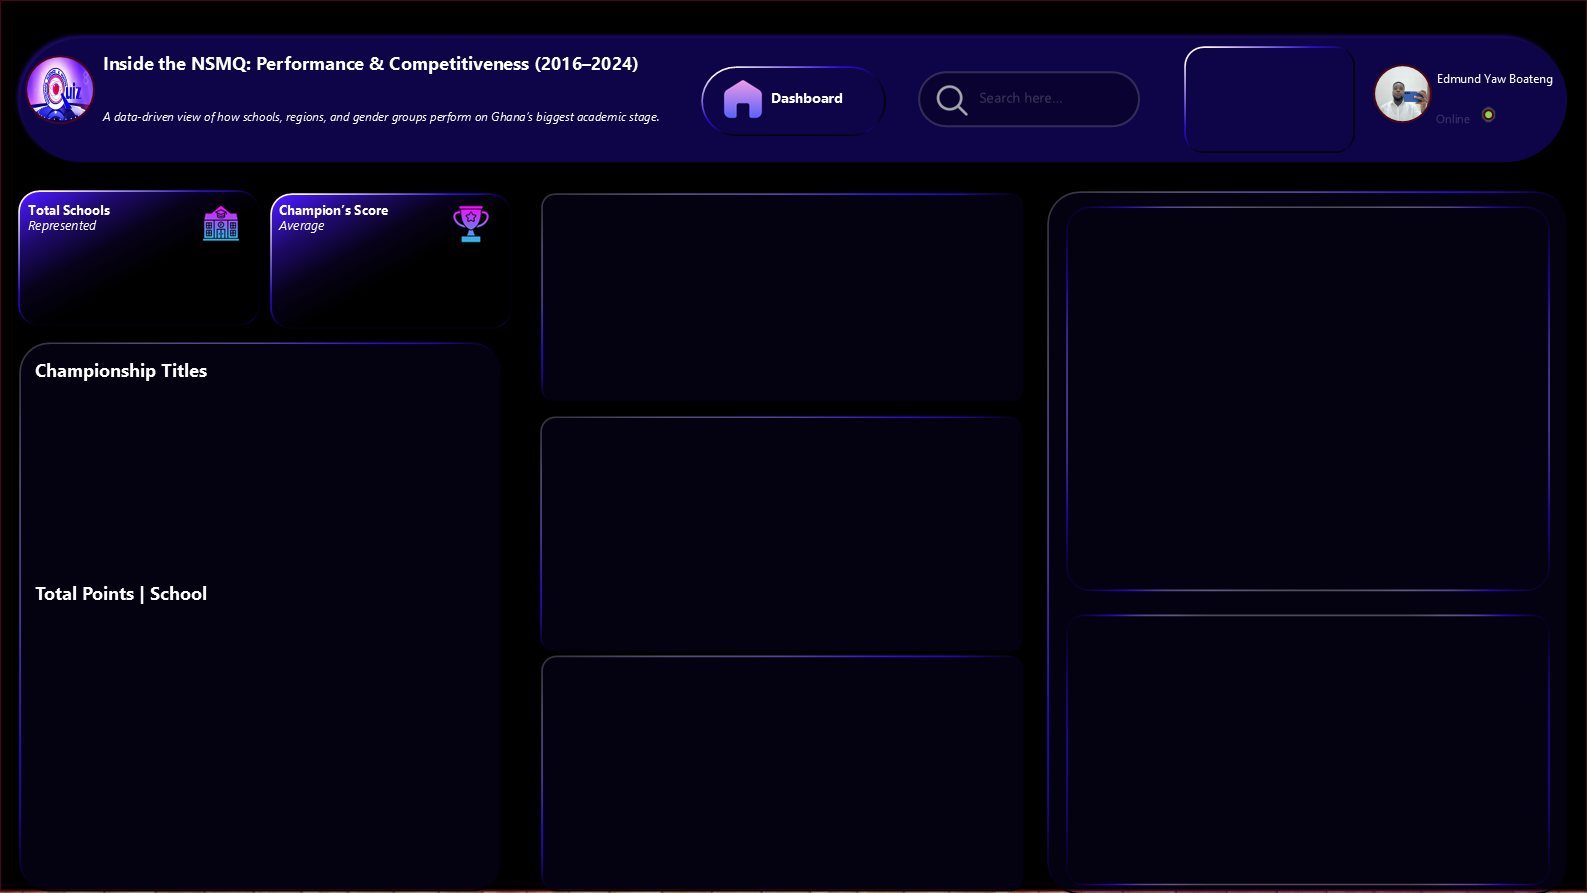 Inside the NSMQ: Performance & Competitiveness (2016–2024)
A data-driven view of how schools, regions, and gender groups perform on Ghana's biggest academic stage.
uiz
Dashboard
Search here...
Edmund Yaw Boateng
Online
Total Schools
Represented
Champion's Score
Average
Championship Titles
Total Points | School